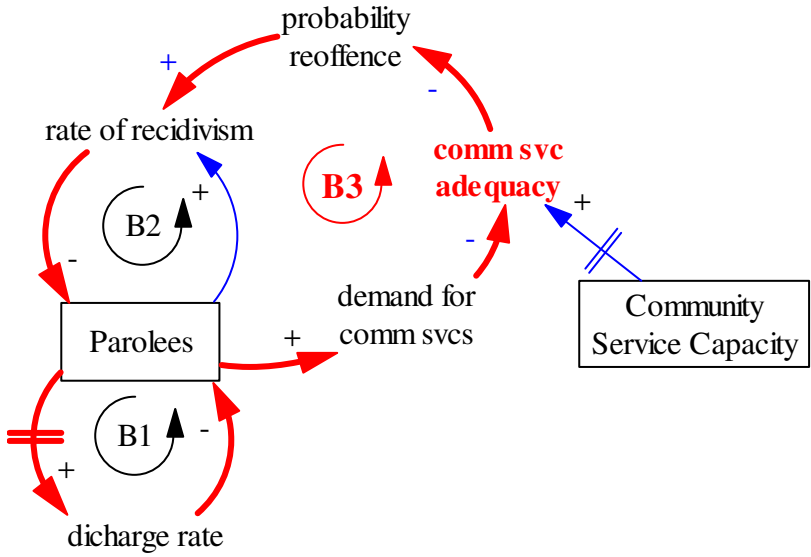 probability
reoffence
+
-
rate of recidivism
comm svc
adequacy
B3
+
+
B2
-
-
demand for
comm svcs
Community
Service Capacity
Parolees
+
B1
-
+
dicharge rate